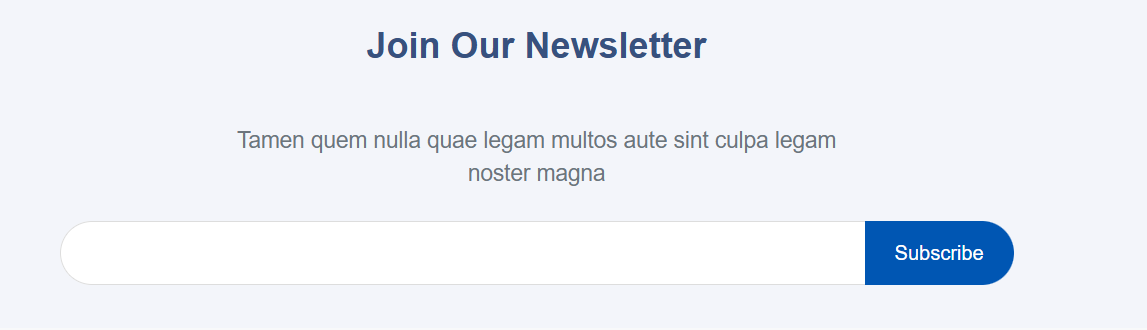 Join Our Newsletter
Tamen quem nulla quae legam multos aute sint culpa legam
noster magna
Subscribe